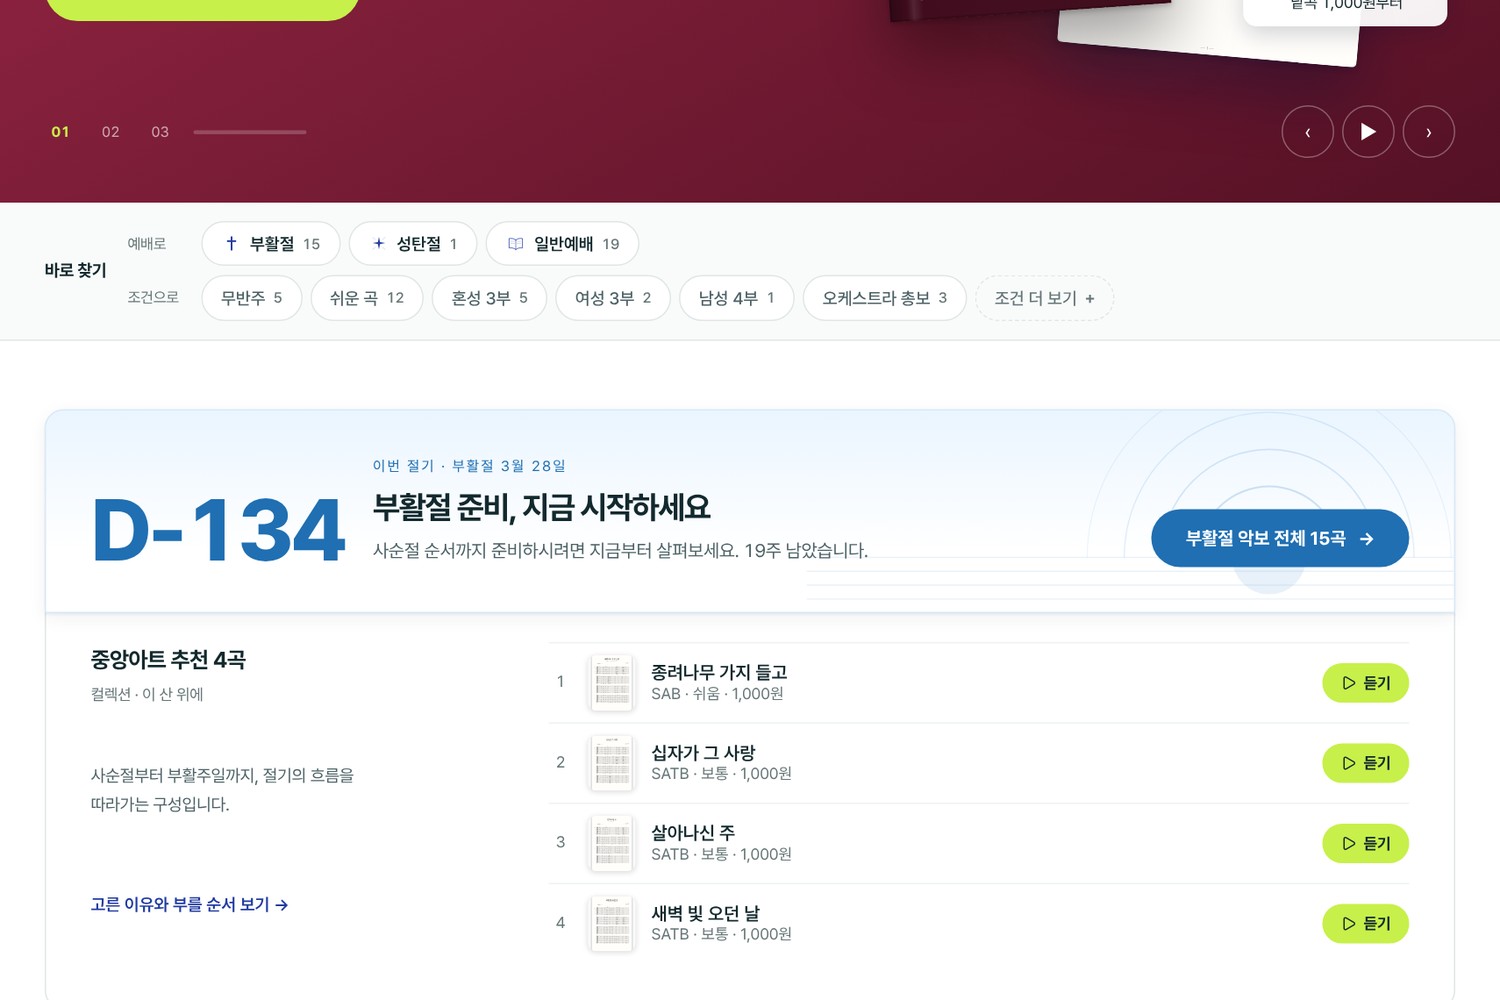 낱곡 1,000원부터
01 02 03
‹ ›
바로 찾기
예배로
부활절 15
성탄절 1
일반예배 19
조건으로
무반주 5
쉬운 곡 12
혼성 3부 5
여성 3부 2
남성 4부 1
오케스트라 총보 3
조건 더 보기 +
이번 절기 · 부활절 3월 28일
D-134
부활절 준비, 지금 시작하세요
사순절 순서까지 준비하시려면 지금부터 살펴보세요. 19주 남았습니다.
부활절 악보 전체 15곡 →
중앙아트 추천 4곡
컬렉션 · 이 산 위에
사순절부터 부활주일까지, 절기의 흐름을
따라가는 구성입니다.
고른 이유와 부를 순서 보기 →
1
종려나무 가지 들고
SAB · 쉬움 · 1,000원
듣기
2
십자가 그 사랑
SATB · 보통 · 1,000원
듣기
3
살아나신 주
SATB · 보통 · 1,000원
듣기
4
새벽 빛 오던 날
SATB · 보통 · 1,000원
듣기